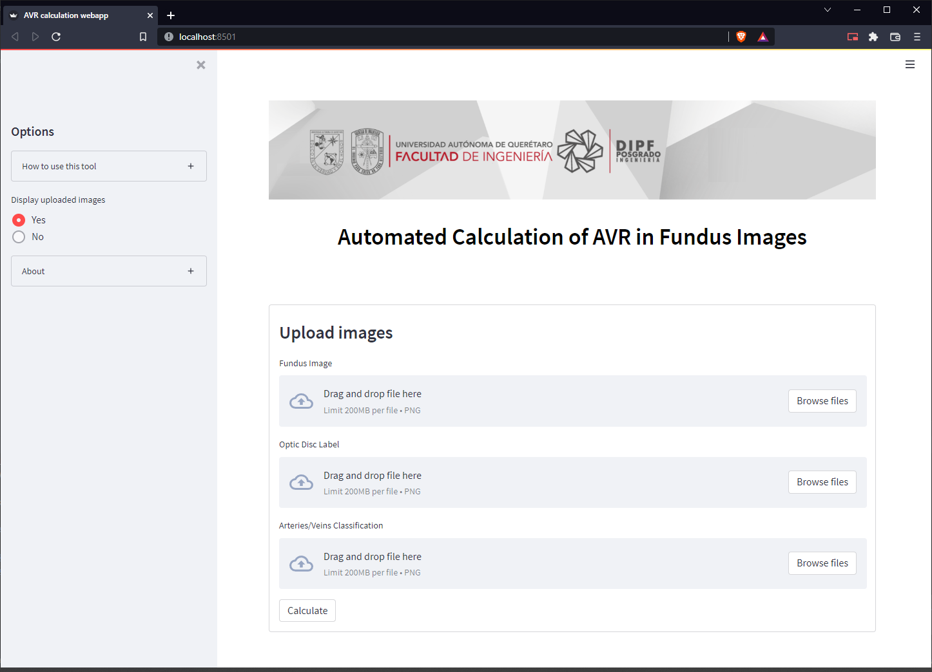 AVR calculation webapp
localhost:8501
Options
How to use this tool
Display uploaded images
Yes
No
About
UNIVERSIDAD AUTÓNOMA DE QUERÉTARO
FACULTAD DE INGENIERÍA
DIPF
POSGRADO
INGENIERÍA
Automated Calculation of AVR in Fundus Images
Upload images
Fundus Image
Drag and drop file here
Limit 200MB per file • PNG
Browse files
Optic Disc Label
Drag and drop file here
Limit 200MB per file • PNG
Browse files
Arteries/Veins Classification
Drag and drop file here
Limit 200MB per file • PNG
Browse files
Calculate